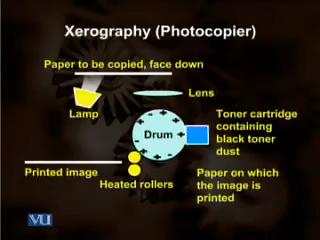 Xerography (Photocopier)
Paper to be copied, face down
Lens
Lamp
Toner cartridge
containing
black toner
dust
Drum
Printed image
Heated rollers
Paper on which
the image is
printed
VU